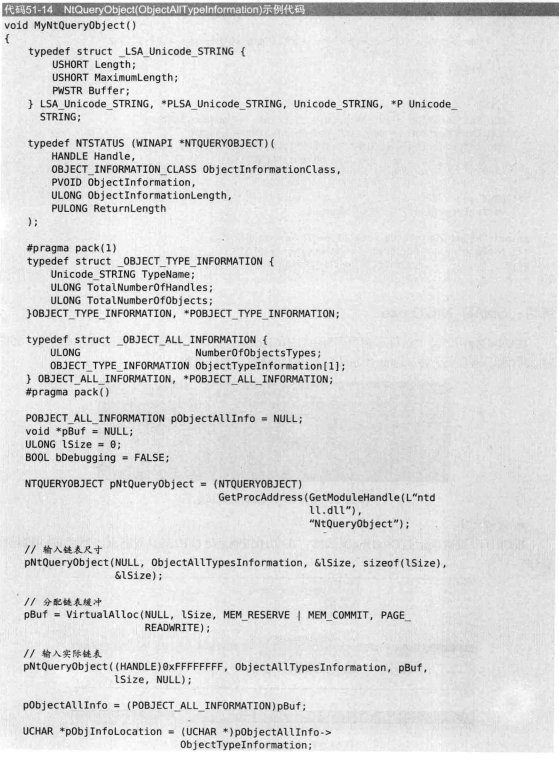 代码51-14 NtQueryObject(ObjectAllTypeInformation)示例代码
void MyNtQueryObject()
{
    typedef struct _LSA_Unicode_STRING {
        USHORT Length;
        USHORT MaximumLength;
        PWSTR Buffer;
    } LSA_Unicode_STRING, *PLSA_Unicode_STRING, Unicode_STRING, *P Unicode_
      STRING;
    typedef NTSTATUS (WINAPI *NTQUERYOBJECT)(
        HANDLE Handle,
        OBJECT_INFORMATION_CLASS ObjectInformationClass,
        PVOID ObjectInformation,
        ULONG ObjectInformationLength,
        PULONG ReturnLength
    );
    #pragma pack(1)
    typedef struct _OBJECT_TYPE_INFORMATION {
        Unicode_STRING TypeName;
        ULONG TotalNumberOfHandles;
        ULONG TotalNumberOfObjects;
    }OBJECT_TYPE_INFORMATION, *POBJECT_TYPE_INFORMATION;
    typedef struct _OBJECT_ALL_INFORMATION {
        ULONG                   NumberOfObjectsTypes;
        OBJECT_TYPE_INFORMATION ObjectTypeInformation[1];
    } OBJECT_ALL_INFORMATION, *POBJECT_ALL_INFORMATION;
    #pragma pack()
    POBJECT_ALL_INFORMATION pObjectAllInfo = NULL;
    void *pBuf = NULL;
    ULONG lSize = 0;
    BOOL bDebugging = FALSE;
    NTQUERYOBJECT pNtQueryObject = (NTQUERYOBJECT)
                                GetProcAddress(GetModuleHandle(L“ntd
                                               ll.dll”),
                                               “NtQueryObject”);
    // 输入链表尺寸
    pNtQueryObject(NULL, ObjectAllTypesInformation, &lSize, sizeof(lSize),
                   &lSize);
    // 分配链表缓冲
    pBuf = VirtualAlloc(NULL, lSize, MEM_RESERVE | MEM_COMMIT, PAGE_
                        READWRITE);
    // 输入实际链表
    pNtQueryObject((HANDLE)0xFFFFFFFF, ObjectAllTypesInformation, pBuf,
                   lSize, NULL);
    pObjectAllInfo = (POBJECT_ALL_INFORMATION)pBuf;
    UCHAR *pObjInfoLocation = (UCHAR *)pObjectAllInfo->
                              ObjectTypeInformation;